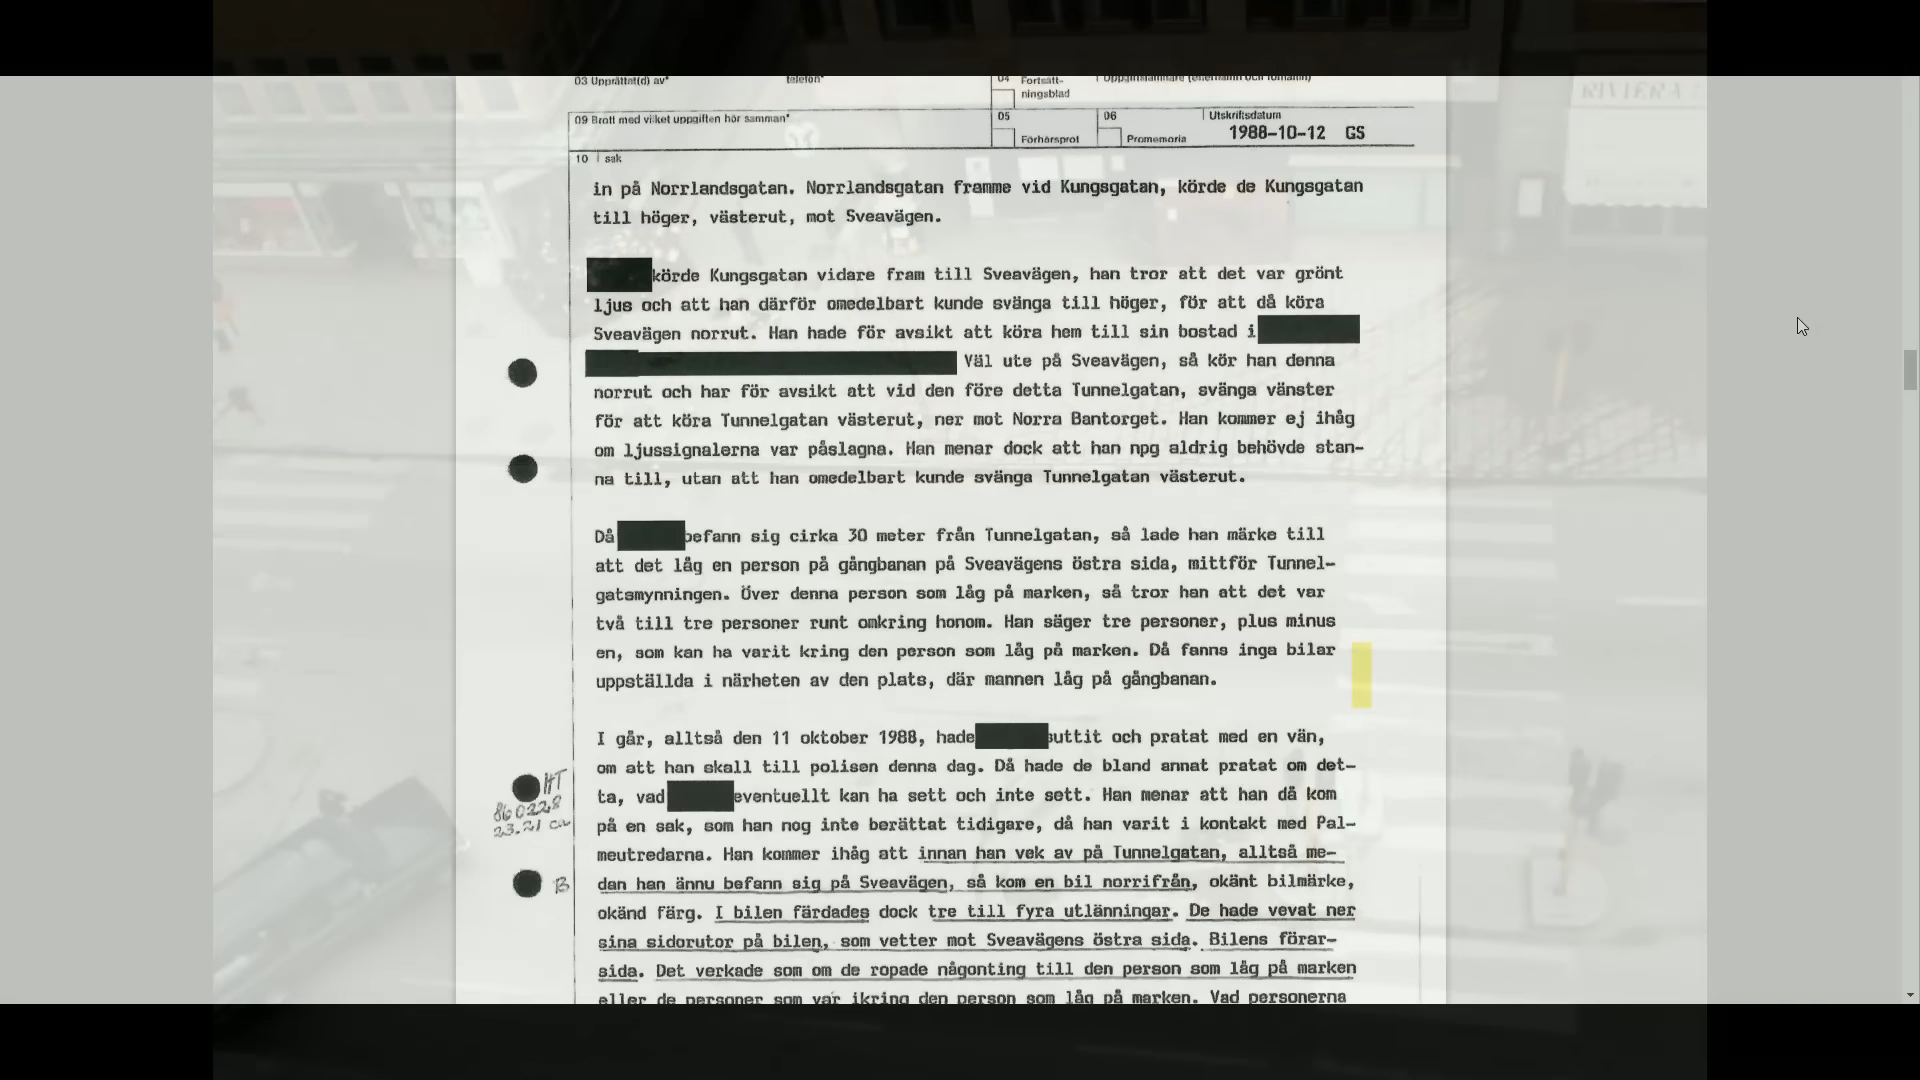 03 Upprättat(d) av* telefon*
04 Fortsätt-
ningsblad
Uppgiftslämnare (efternamn och förnamn)
09 Brott med vilket uppgiften hör samman*
05
Förhörsprot
06
Promemoria
Utskriftsdatum
1988-10-12 GS
10 I sak
in på Norrlandsgatan. Norrlandsgatan framme vid Kungsgatan, körde de Kungsgatan
till höger, västerut, mot Sveavägen.
körde Kungsgatan vidare fram till Sveavägen, han tror att det var grönt
ljus och att han därför omedelbart kunde svänga till höger, för att då köra
Sveavägen norrut. Han hade för avsikt att köra hem till sin bostad i
Väl ute på Sveavägen, så kör han denna
norrut och har för avsikt att vid den före detta Tunnelgatan, svänga vänster
för att köra Tunnelgatan västerut, ner mot Norra Bantorget. Han kommer ej ihåg
om ljussignalerna var påslagna. Han menar dock att han npg aldrig behövde stan-
na till, utan att han omedelbart kunde svänga Tunnelgatan västerut.
Då befann sig cirka 30 meter från Tunnelgatan, så lade han märke till
att det låg en person på gångbanan på Sveavägens östra sida, mittför Tunnel-
gatsmynningen. Över denna person som låg på marken, så tror han att det var
två till tre personer runt omkring honom. Han säger tre personer, plus minus
en, som kan ha varit kring den person som låg på marken. Då fanns inga bilar
uppställda i närheten av den plats, där mannen låg på gångbanan.
I går, alltså den 11 oktober 1988, hade suttit och pratat med en vän,
om att han skall till polisen denna dag. Då hade de bland annat pratat om det-
ta, vad eventuellt kan ha sett och inte sett. Han menar att han då kom
på en sak, som han nog inte berättat tidigare, då han varit i kontakt med Pal-
meutredarna. Han kommer ihåg att innan han vek av på Tunnelgatan, alltså me-
dan han ännu befann sig på Sveavägen, så kom en bil norrifrån, okänt bilmärke,
okänd färg. I bilen färdades dock tre till fyra utlänningar. De hade vevat ner
sina sidorutor på bilen, som vetter mot Sveavägens östra sida. Bilens förar-
sida. Det verkade som om de ropade någonting till den person som låg på marken
eller de personer som var ikring den person som låg på marken. Vad personerna
HT
860228
23.21 ca
B